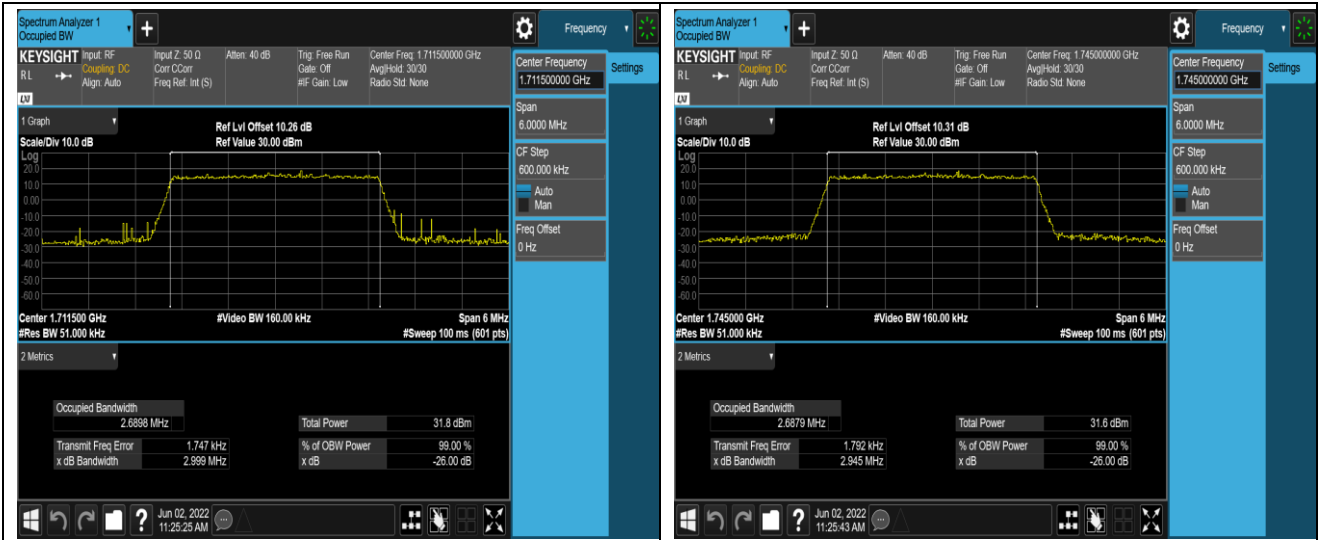 Spectrum Analyzer 1
Occupied BW
+
Frequency
KEYSIGHT Input: RF Input Z: 50 Ω Atten: 40 dB Trig: Free Run Center Freq: 1.711500000 GHz
RL Coupling: DC Corr CCorr Gate: Off Avg|Hold: 30/30
Align: Auto Freq Ref: Int (S) #IF Gain: Low Radio Std: None
LXI
Center Frequency
1.711500000 GHz
Settings
Span
6.0000 MHz
CF Step
600.000 kHz
Auto
Man
Freq Offset
0 Hz
1 Graph
Ref Lvl Offset 10.26 dB
Scale/Div 10.0 dB Ref Value 30.00 dBm
Log
20.0
10.0
0.00
-10.0
-20.0
-30.0
-40.0
-50.0
-60.0
Center 1.711500 GHz #Video BW 160.00 kHz Span 6 MHz
#Res BW 51.000 kHz #Sweep 100 ms (601 pts)
2 Metrics
Occupied Bandwidth
2.6898 MHz Total Power 31.8 dBm
Transmit Freq Error 1.747 kHz % of OBW Power 99.00 %
x dB Bandwidth 2.999 MHz x dB -26.00 dB
? Jun 02, 2022
11:25:25 AM
Spectrum Analyzer 1
Occupied BW
+
Frequency
KEYSIGHT Input: RF Input Z: 50 Ω Atten: 40 dB Trig: Free Run Center Freq: 1.745000000 GHz
RL Coupling: DC Corr CCorr Gate: Off Avg|Hold: 30/30
Align: Auto Freq Ref: Int (S) #IF Gain: Low Radio Std: None
LXI
Center Frequency
1.745000000 GHz
Settings
Span
6.0000 MHz
CF Step
600.000 kHz
Auto
Man
Freq Offset
0 Hz
1 Graph
Ref Lvl Offset 10.31 dB
Scale/Div 10.0 dB Ref Value 30.00 dBm
Log
20.0
10.0
0.00
-10.0
-20.0
-30.0
-40.0
-50.0
-60.0
Center 1.745000 GHz #Video BW 160.00 kHz Span 6 MHz
#Res BW 51.000 kHz #Sweep 100 ms (601 pts)
2 Metrics
Occupied Bandwidth
2.6879 MHz Total Power 31.6 dBm
Transmit Freq Error 1.792 kHz % of OBW Power 99.00 %
x dB Bandwidth 2.945 MHz x dB -26.00 dB
? Jun 02, 2022
11:25:43 AM